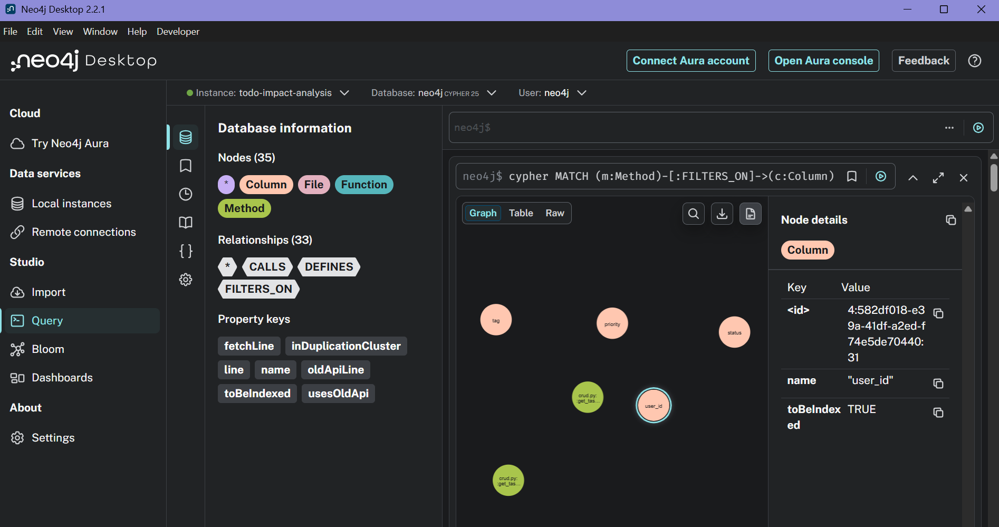 Neo4j Desktop 2.2.1
File Edit View Window Help Developer
neo4j Desktop
Connect Aura account
Open Aura console
Feedback
Instance: todo-impact-analysis
Database: neo4j CYPHER 25
User: neo4j
Cloud
Try Neo4j Aura
Data services
Local instances
Remote connections
Studio
Import
Query
Bloom
Dashboards
About
Settings
Database information
Nodes (35)
* Column File Function
Method
Relationships (33)
* CALLS DEFINES
FILTERS_ON
Property keys
fetchLine inDuplicationCluster
line name oldApiLine
toBeIndexed usesOldApi
neo4j$
neo4j$ cypher MATCH (m:Method)-[:FILTERS_ON]->(c:Column)
Graph Table Raw
tag
priority
status
crud.py:
:get_tas...
user_id
crud.py:
:get_tas...
Node details
Column
Key Value
<id> 4:582df018-e3
9a-41df-a2ed-f
74e5de70440:
31
name "user_id"
toBeIndex TRUE
ed